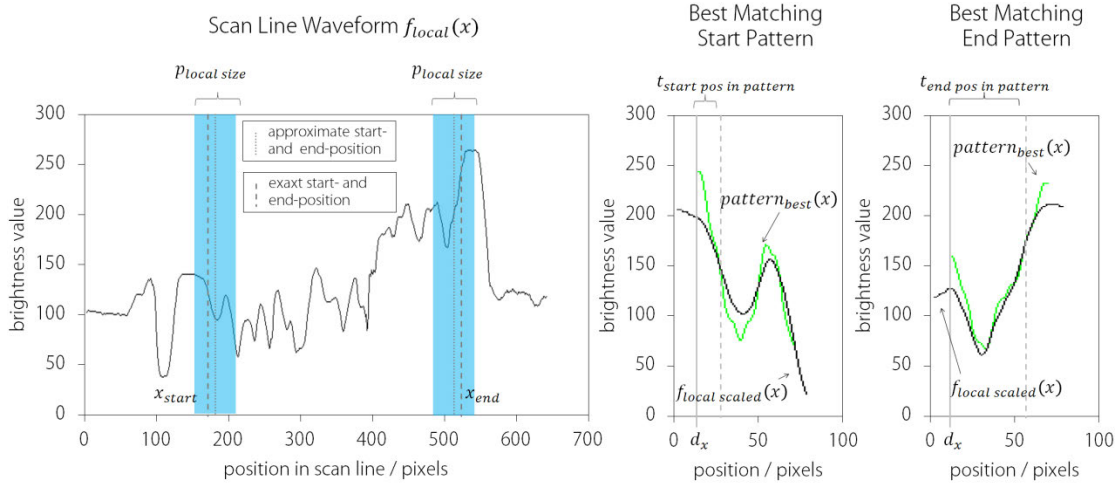 Scan Line Waveform f_local(x)
p_local size
p_local size
300
250
200
150
100
50
0
brightness value
approximate start-
and end-position
exaxt start- and
end-position
x_start
x_end
0 100 200 300 400 500 600 700
position in scan line / pixels
Best Matching
Start Pattern
t_start pos in pattern
300
250
200
150
100
50
0
brightness value
pattern_best(x)
f_local scaled(x)
0 50 100
d_x
position / pixels
Best Matching
End Pattern
t_end pos in pattern
300
250
200
150
100
50
0
brightness value
pattern_best(x)
f_local scaled(x)
0 50 100
d_x
position / pixels